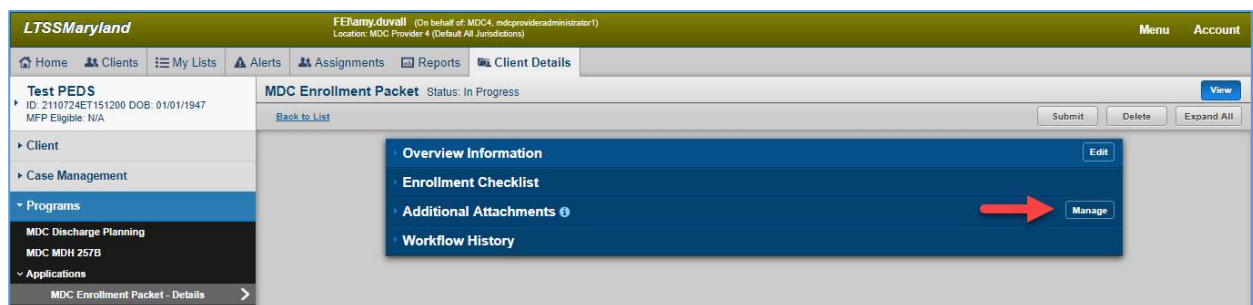 LTSSMaryland
FEI\amy.duvall (On behalf of: MDC4, mdcprovideradministrator1)
Location: MDC Provider 4 (Default All Jurisdictions)
Menu Account
Home Clients My Lists Alerts Assignments Reports Client Details
Test PEDS
ID: 2110724ET151200 DOB: 01/01/1947
MFP Eligible: N/A
MDC Enrollment Packet Status: In Progress
View
Back to List
Submit Delete Expand All
Client
Case Management
Programs
MDC Discharge Planning
MDC MDH 257B
Applications
MDC Enrollment Packet - Details
Overview Information Edit
Enrollment Checklist
Additional Attachments Manage
Workflow History